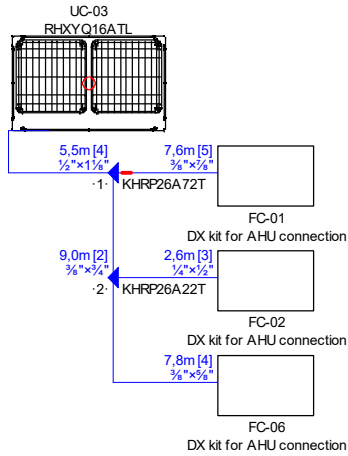 UC-03
RHXYQ16ATL
5,5m [4]
½"×1⅛"
7,6m [5]
⅜"×⅞"
·1· KHRP26A72T
FC-01
DX kit for AHU connection
9,0m [2]
⅜"×¾"
2,6m [3]
¼"×½"
·2· KHRP26A22T
FC-02
DX kit for AHU connection
7,8m [4]
⅜"×⅝"
FC-06
DX kit for AHU connection